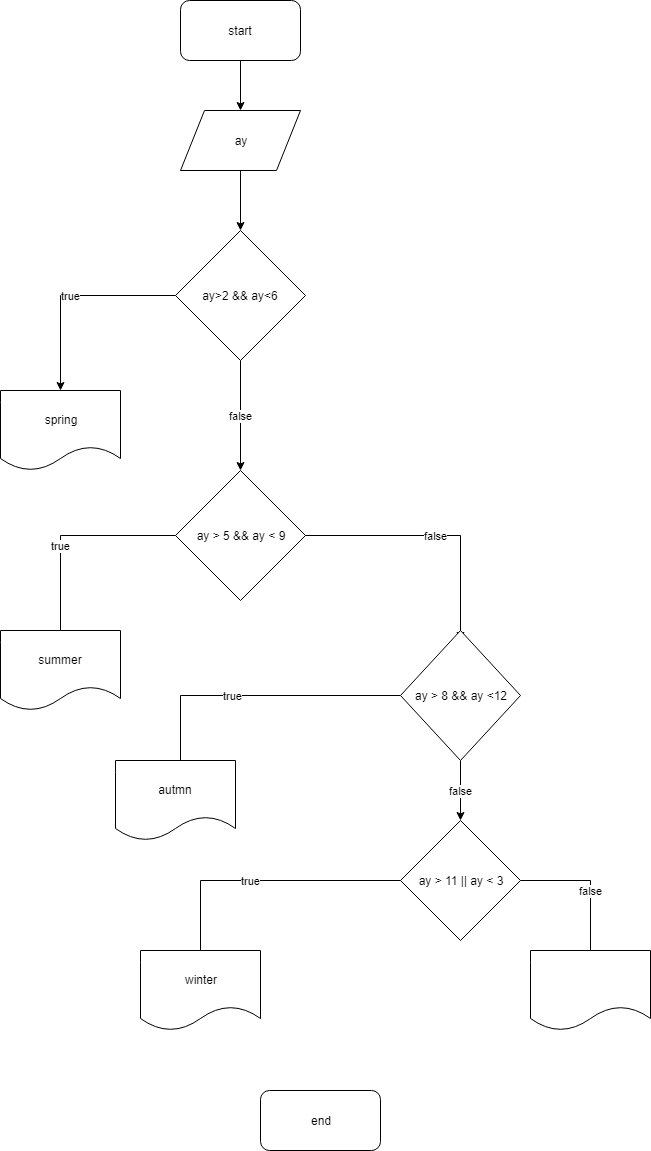 start
ay
ay>2 && ay<6
true
spring
false
ay > 5 && ay < 9
true
false
summer
ay > 8 && ay <12
true
autmn
false
ay > 11 || ay < 3
true
false
winter
end